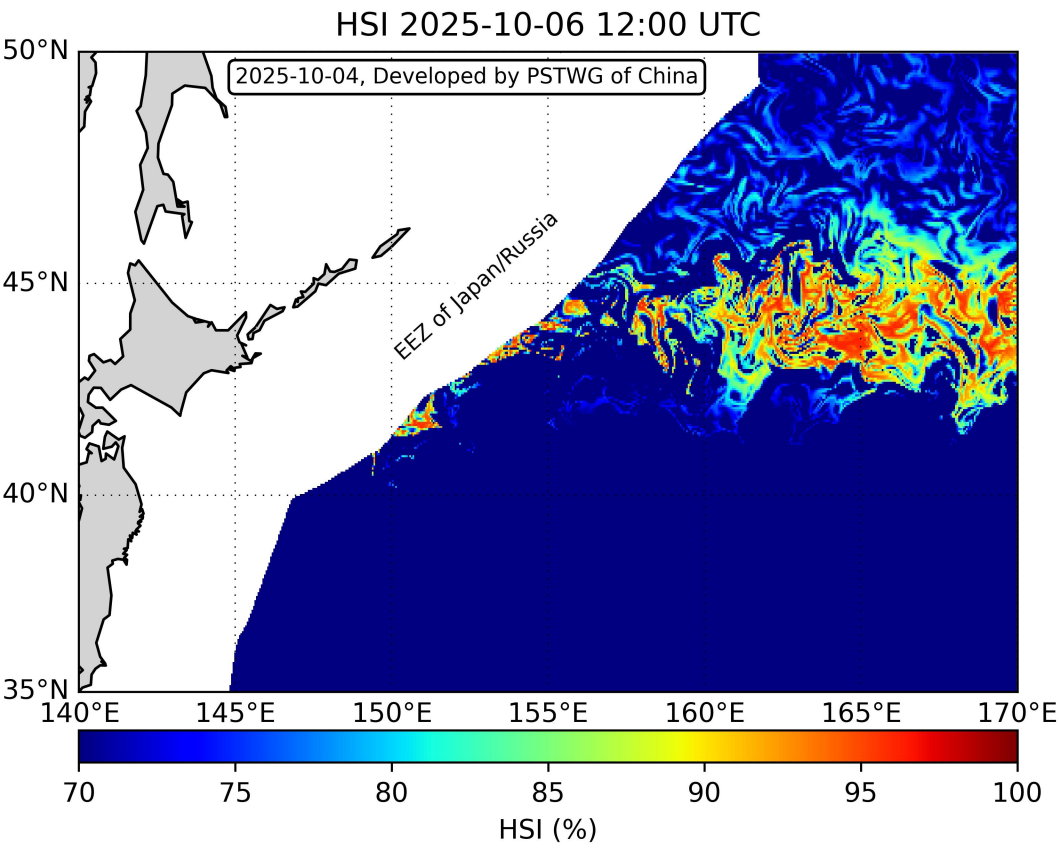 HSI 2025-10-06 12:00 UTC
50°N
2025-10-04, Developed by PSTWG of China
EEZ of Japan/Russia
45°N
40°N
35°N
140°E 145°E 150°E 155°E 160°E 165°E 170°E
70 75 80 85 90 95 100
HSI (%)